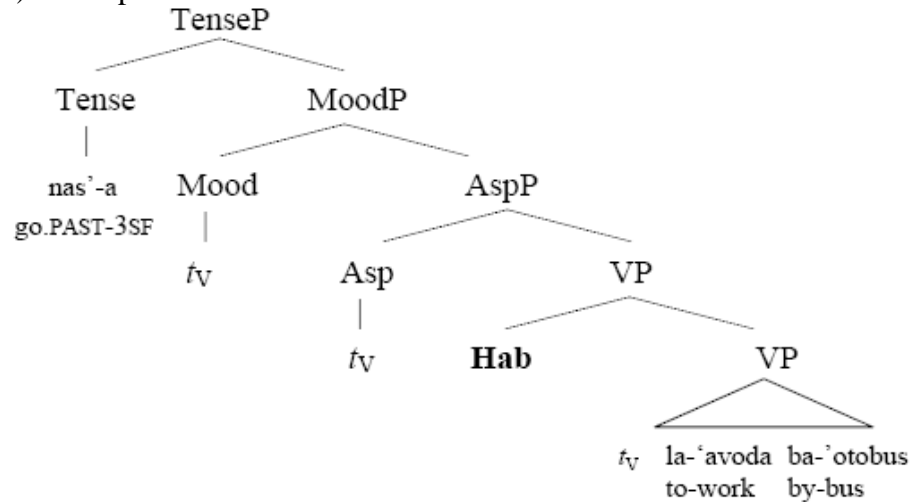 TenseP
Tense MoodP
nas’-a Mood AspP
go.PAST-3SF
tV Asp VP
tV Hab VP
tV la-‘avoda ba-’otobus
to-work by-bus